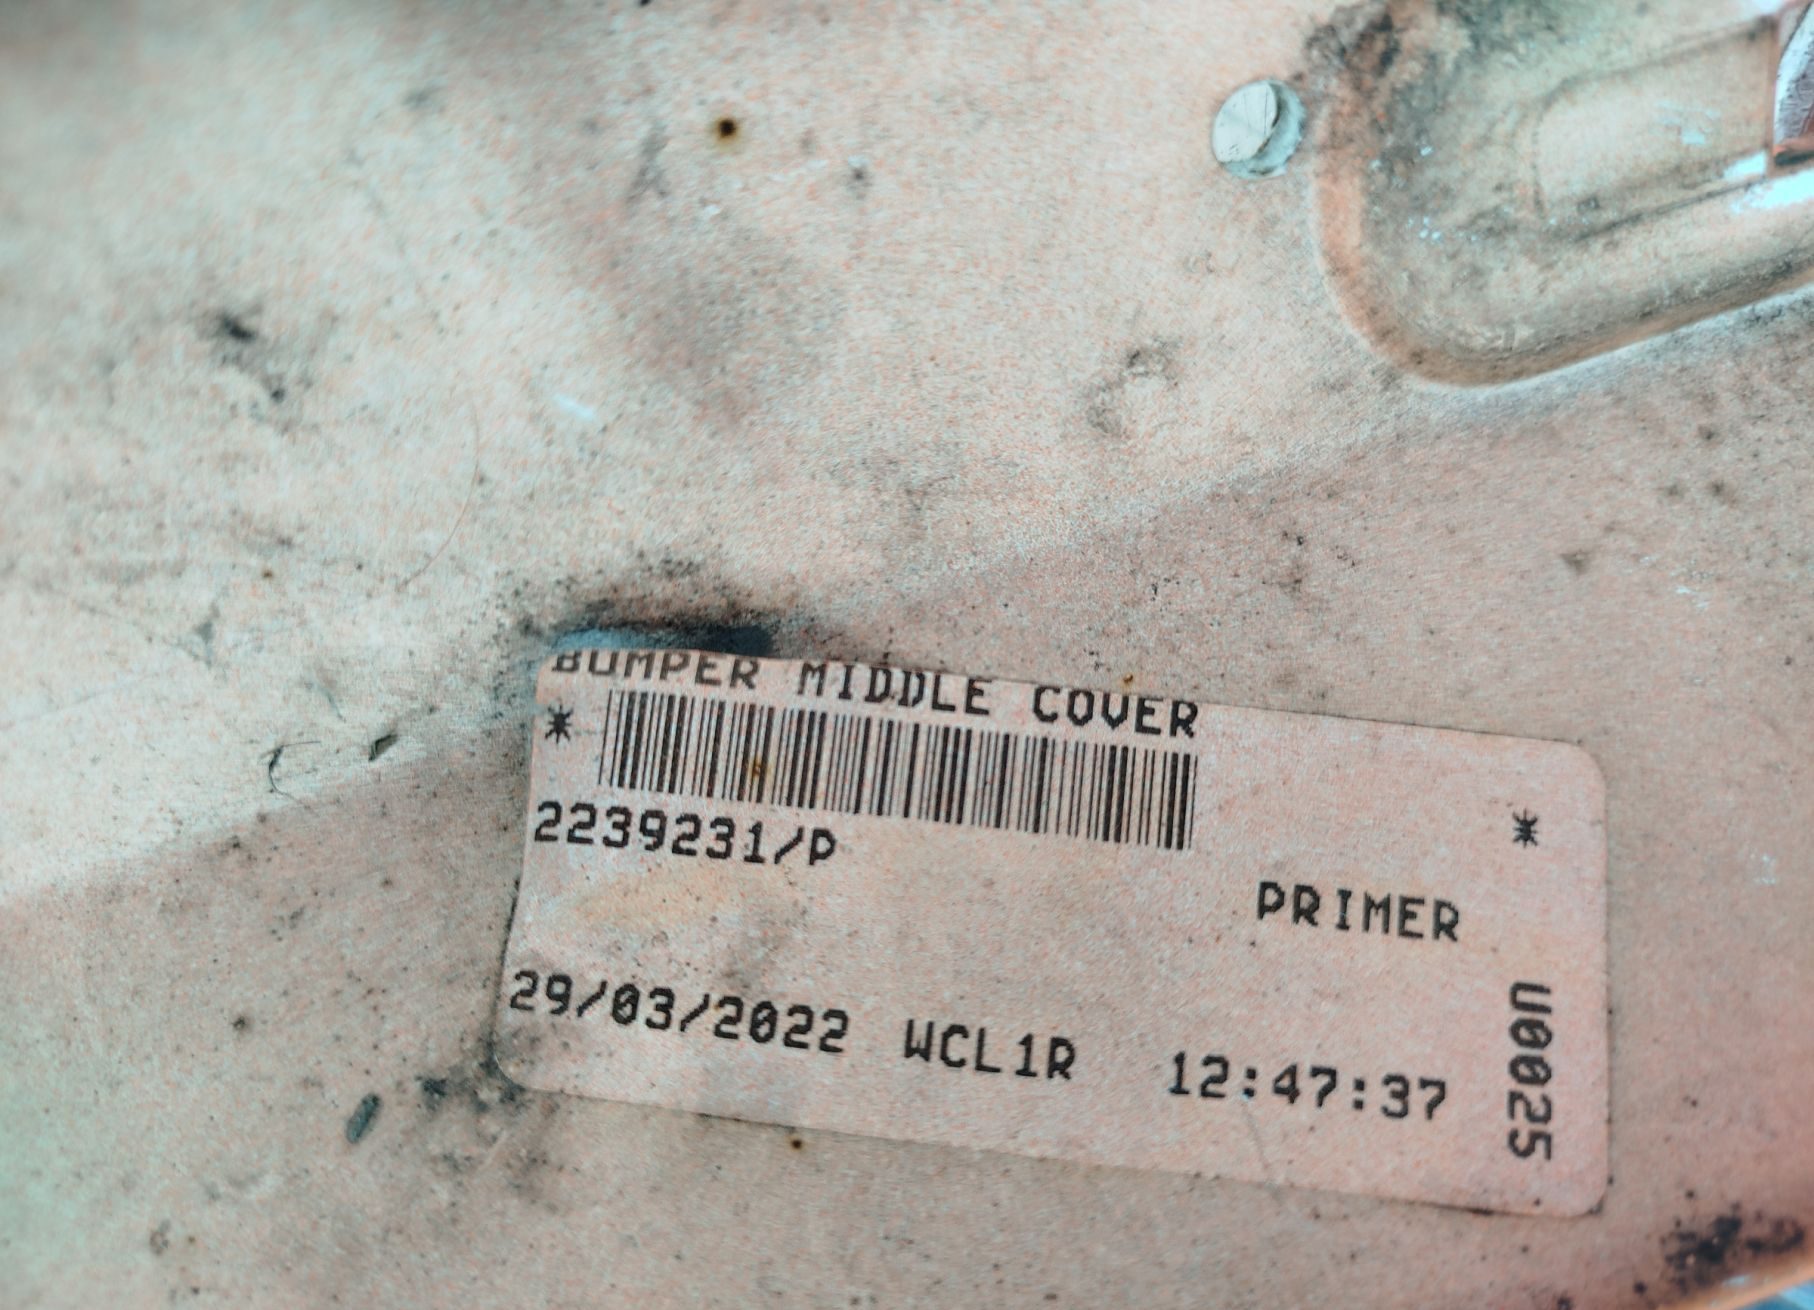 BUMPER MIDDLE COVER
* *
2239231/P
PRIMER
29/03/2022 WCL1R 12:47:37
U0025